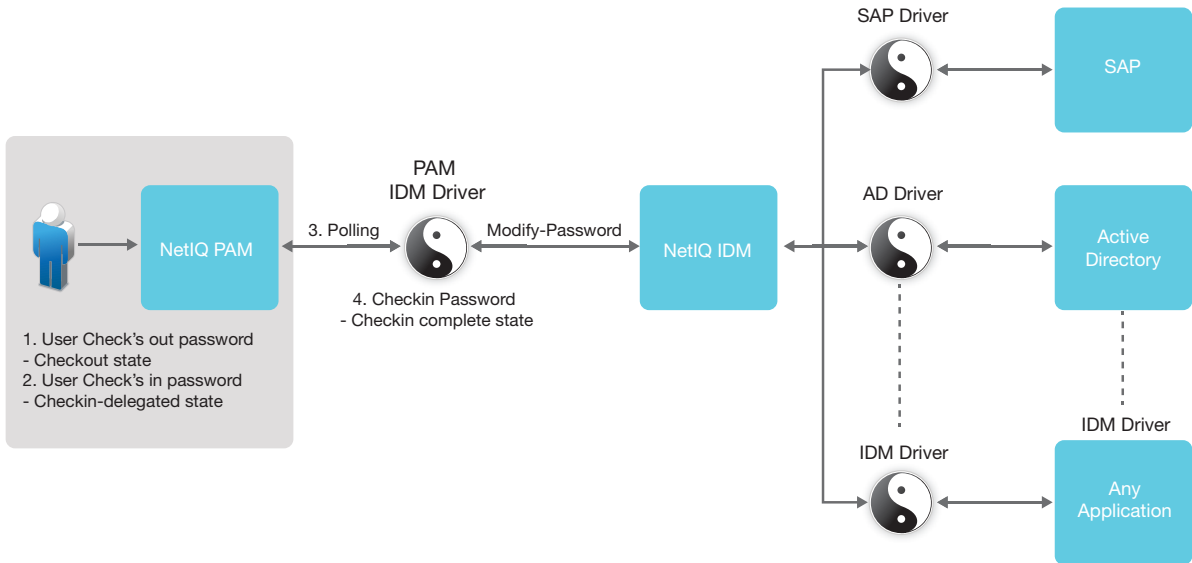 SAP Driver
SAP
PAM
IDM Driver
AD Driver
NetIQ PAM
3. Polling
Modify-Password
NetIQ IDM
Active
Directory
4. Checkin Password
- Checkin complete state
1. User Check's out password
- Checkout state
2. User Check's in password
- Checkin-delegated state
IDM Driver
IDM Driver
Any
Application